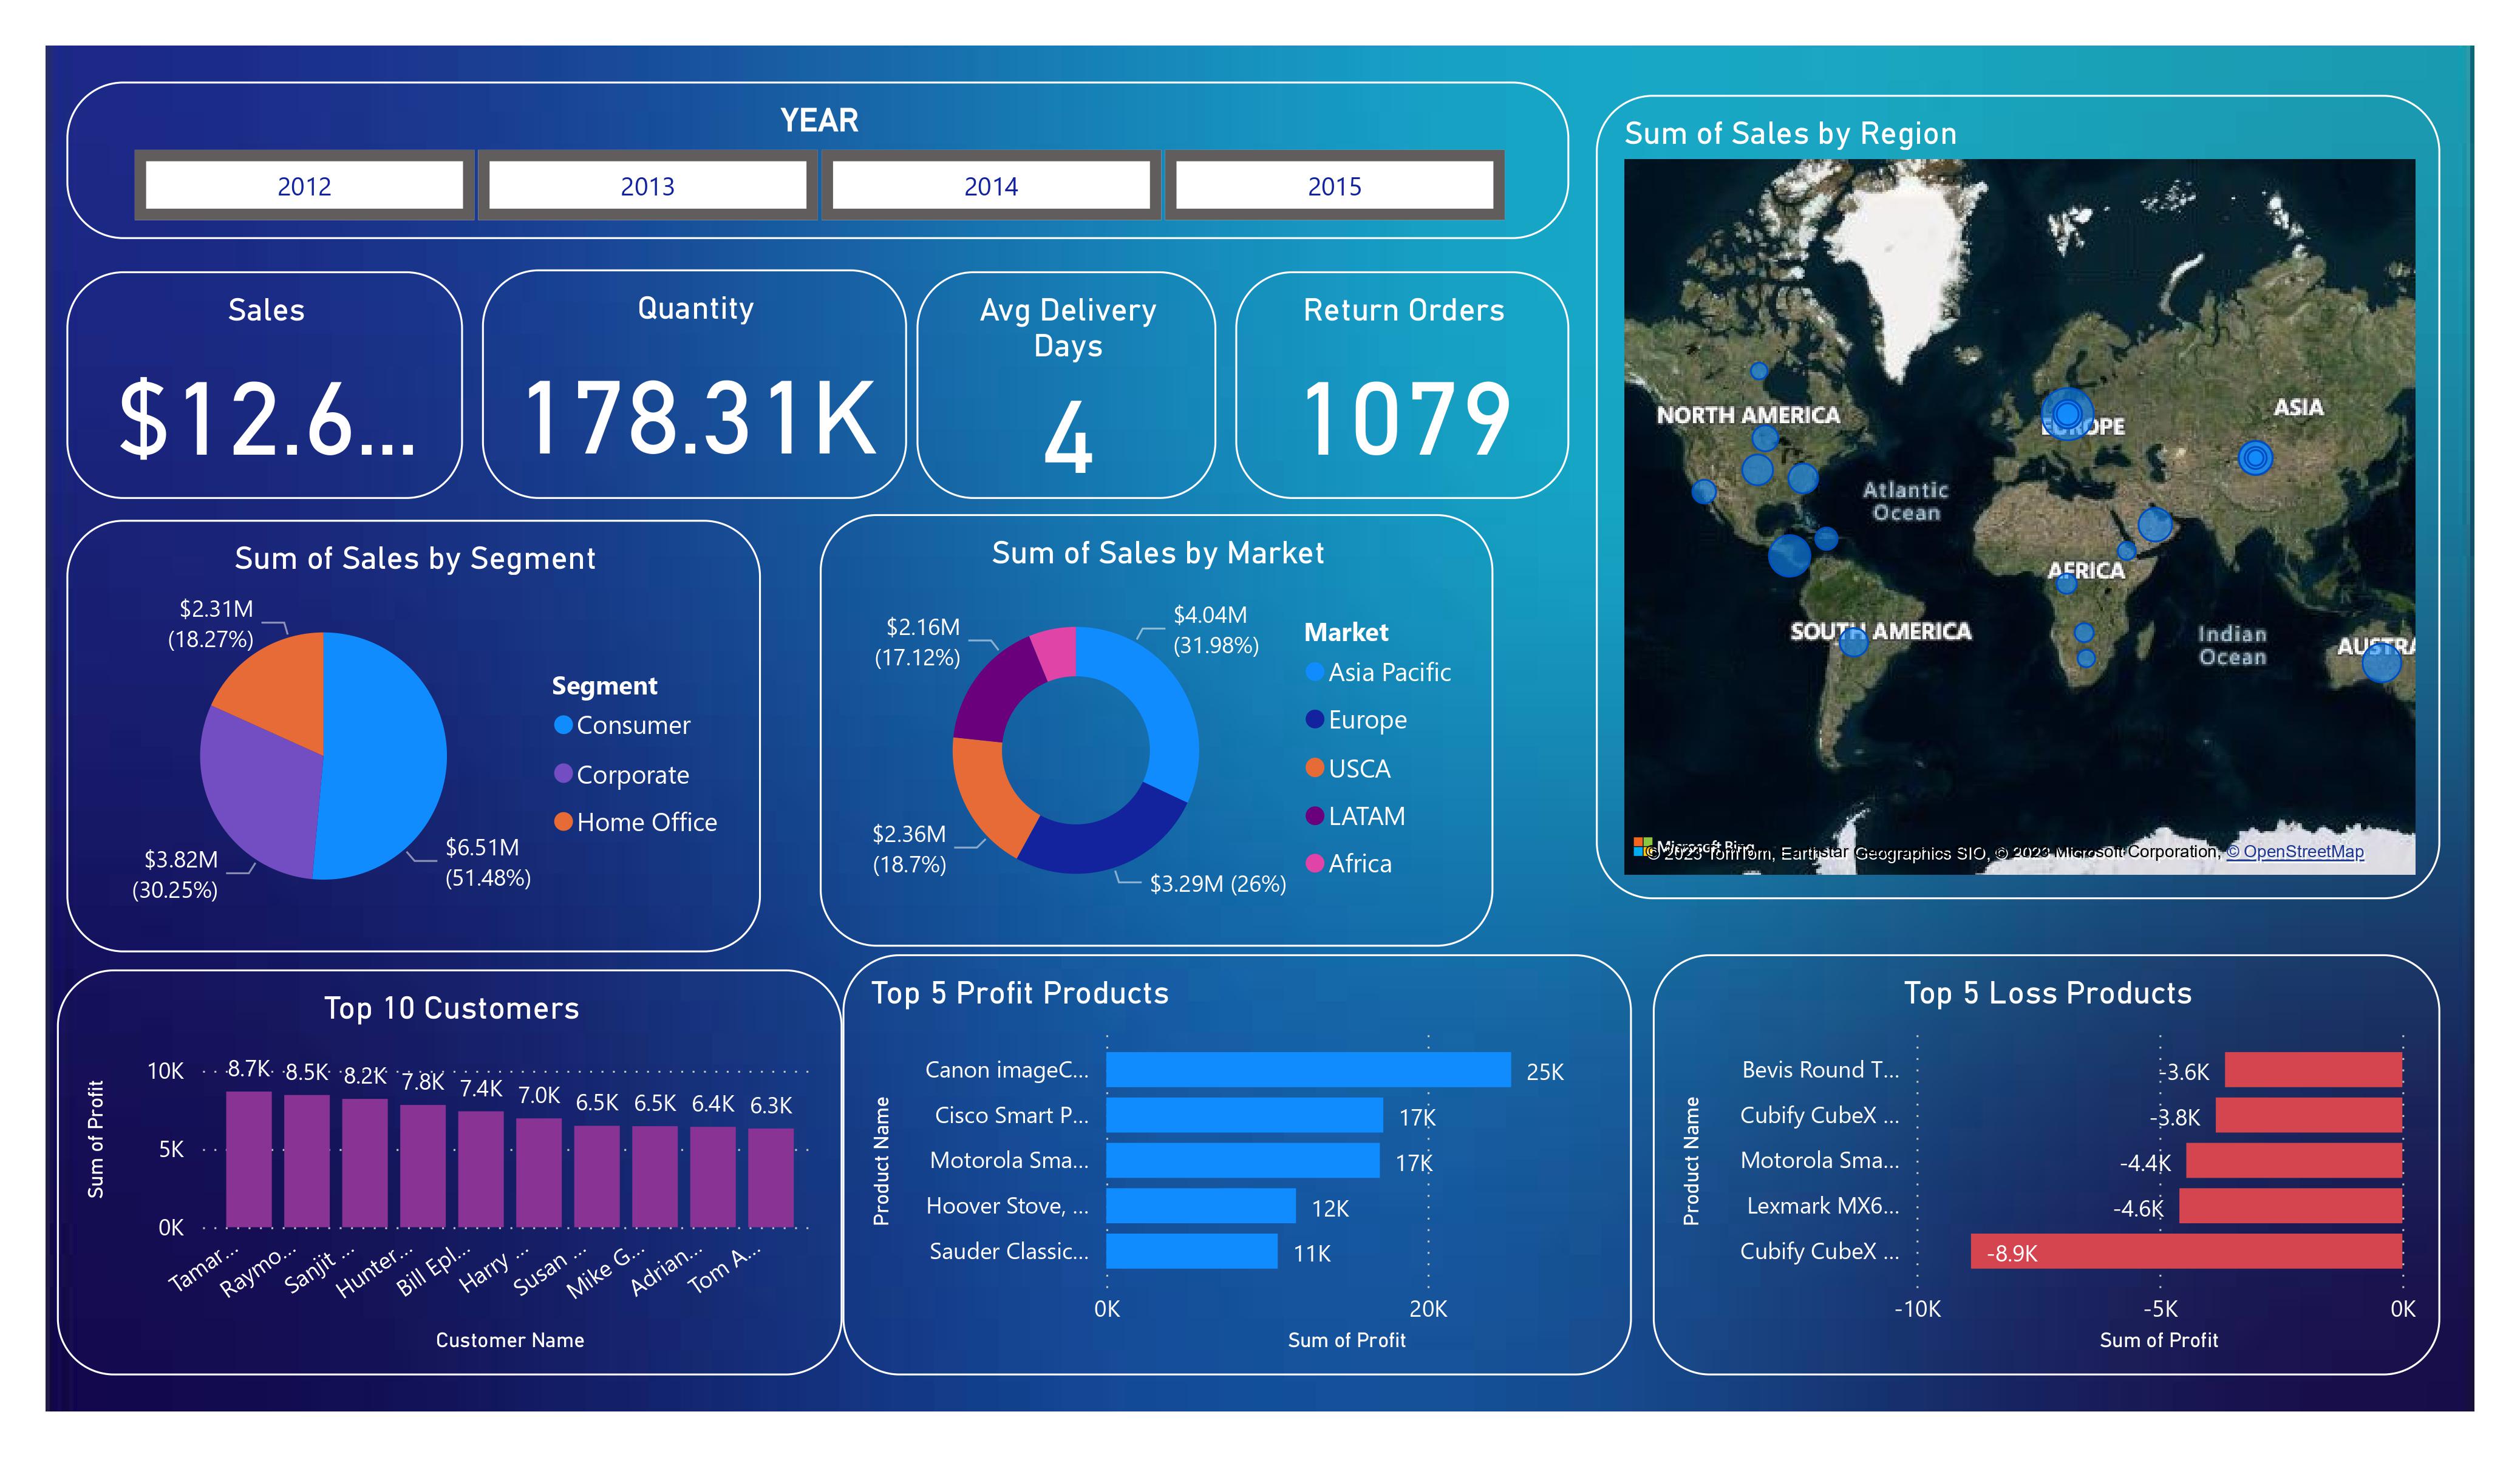 YEAR
2012
2013
2014
2015
Sales
$12.6...
Quantity
178.31K
Avg Delivery
Days
4
Return Orders
1079
Sum of Sales by Region
NORTH AMERICA
EUROPE
ASIA
Atlantic
Ocean
AFRICA
SOUTH AMERICA
Indian
Ocean
AUSTRA
Microsoft Bing
© 2023 TomTom, Earthstar Geographics SIO, © 2023 Microsoft Corporation, © OpenStreetMap
Sum of Sales by Segment
$2.31M
(18.27%)
$3.82M
(30.25%)
$6.51M
(51.48%)
Segment
Consumer
Corporate
Home Office
Sum of Sales by Market
$2.16M
(17.12%)
$4.04M
(31.98%)
$2.36M
(18.7%)
$3.29M (26%)
Market
Asia Pacific
Europe
USCA
LATAM
Africa
Top 10 Customers
Sum of Profit
10K
5K
0K
8.7K
8.5K
8.2K
7.8K
7.4K
7.0K
6.5K
6.5K
6.4K
6.3K
Tamar...
Raymo...
Sanjit ...
Hunter...
Bill Epl...
Harry ...
Susan ...
Mike G...
Adrian...
Tom A...
Customer Name
Top 5 Profit Products
Product Name
Canon imageC...
25K
Cisco Smart P...
17K
Motorola Sma...
17K
Hoover Stove, ...
12K
Sauder Classic...
11K
0K
20K
Sum of Profit
Top 5 Loss Products
Product Name
Bevis Round T...
-3.6K
Cubify CubeX ...
-3.8K
Motorola Sma...
-4.4K
Lexmark MX6...
-4.6K
Cubify CubeX ...
-8.9K
-10K
-5K
0K
Sum of Profit